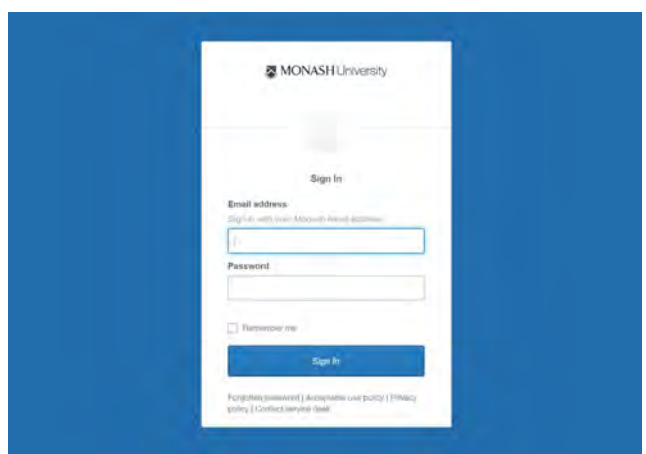 MONASH University
Sign In
Email address
Sign in with your Monash email address
Password
Remember me
Sign In
Forgotten password | Acceptable use policy | Privacy
policy | Contact service desk